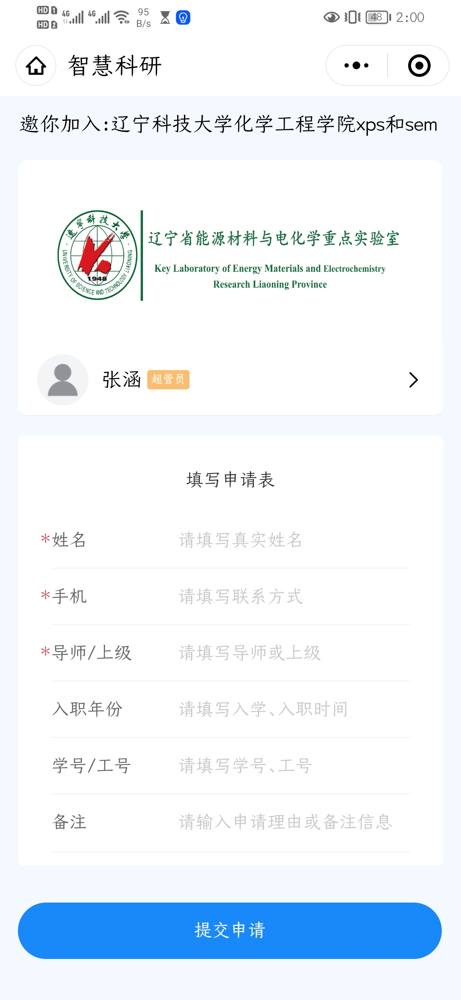 HD 1 4G 4G 95 48 2:00
HD 2 B/s
智慧科研
邀你加入:辽宁科技大学化学工程学院xps和sem
遼寧科技大学
辽宁省能源材料与电化学重点实验室
Key Laboratory of Energy Materials and Electrochemistry
Research Liaoning Province
1948
UNIVERSITY OF SCIENCE AND TECHNOLOGY LIAONING
张涵 超管员
填写申请表
*姓名 请填写真实姓名
*手机 请填写联系方式
*导师/上级 请填写导师或上级
入职年份 请填写入学、入职时间
学号/工号 请填写学号、工号
备注 请输入申请理由或备注信息
提交申请